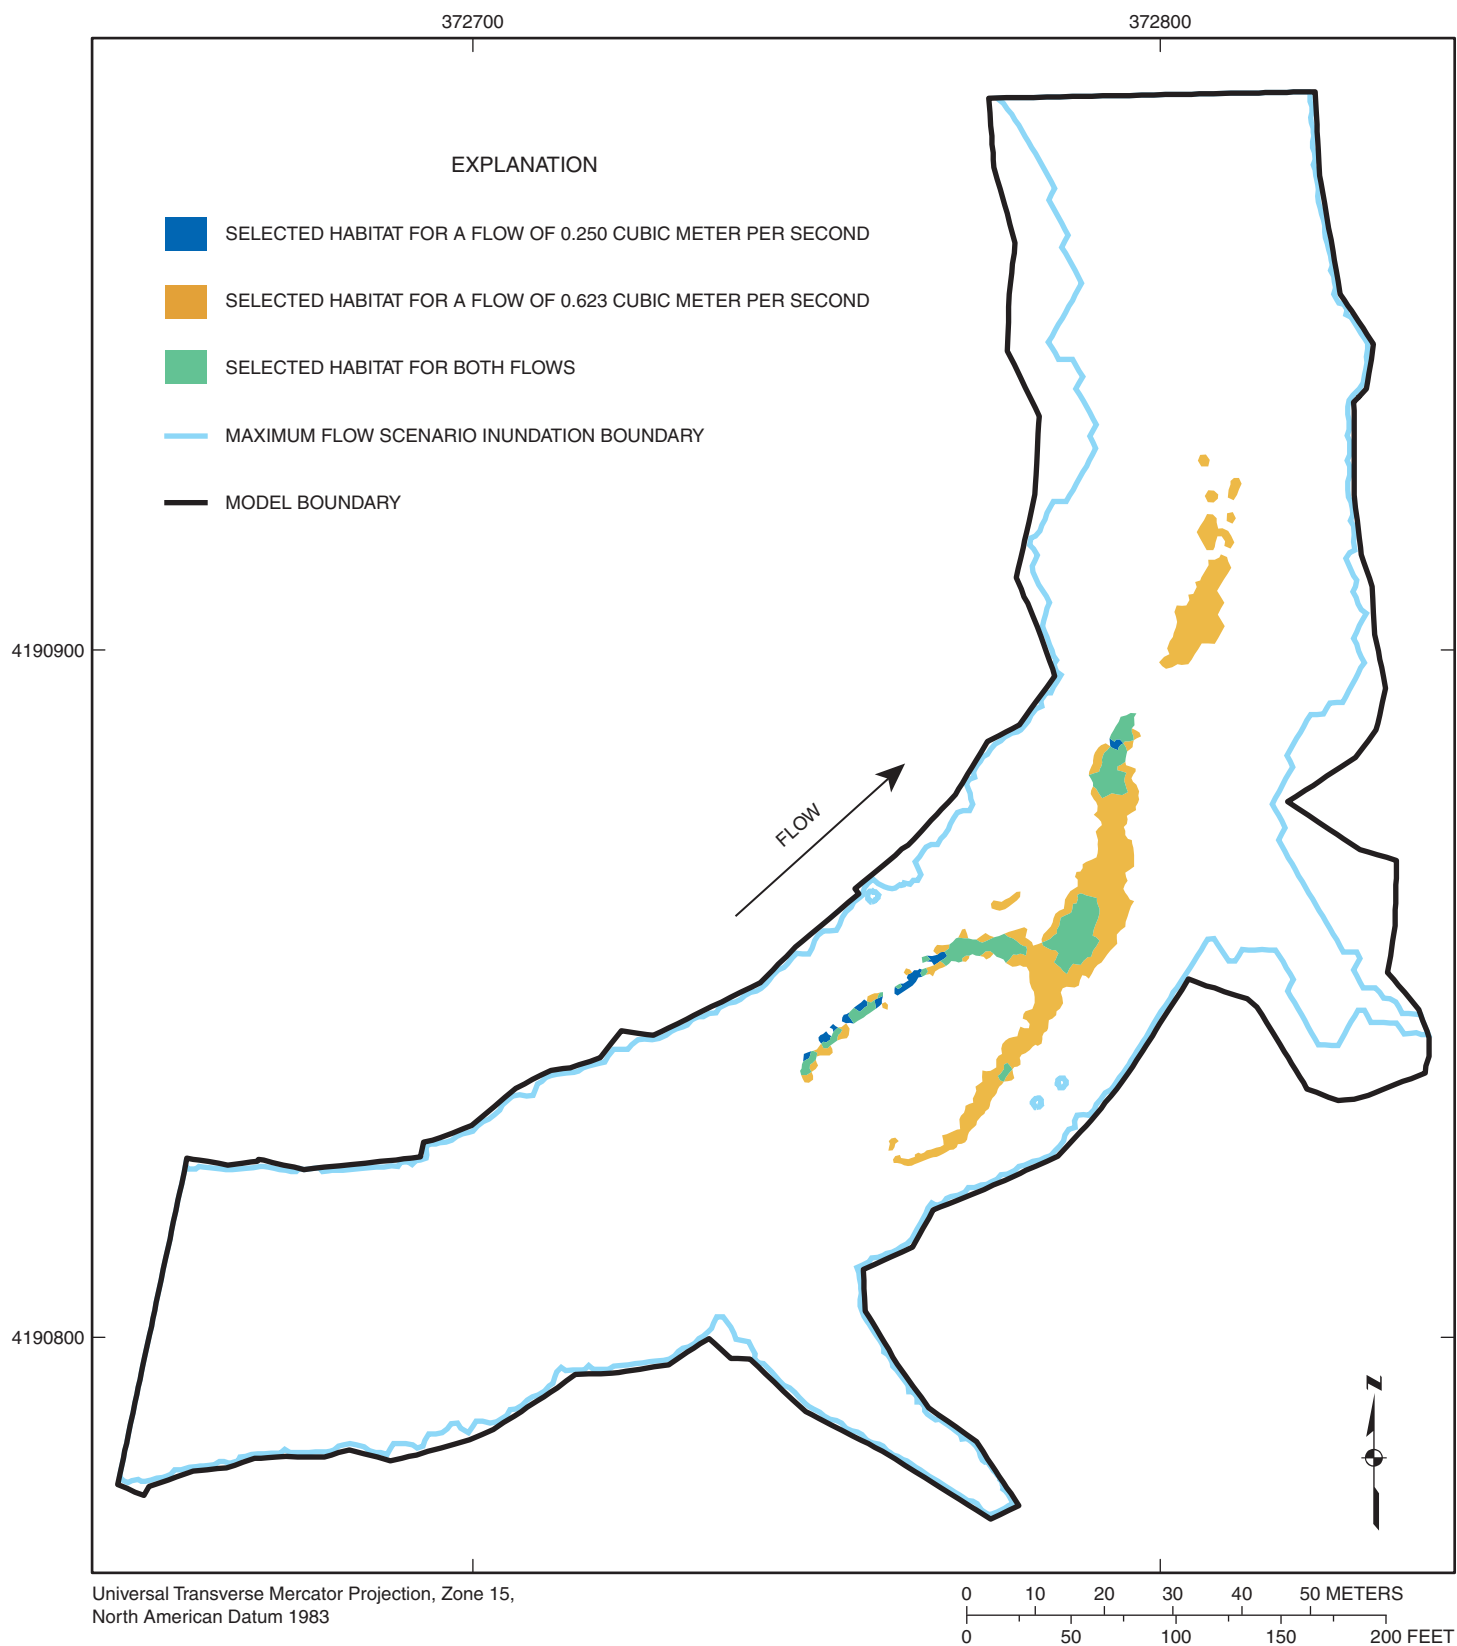 372700 372800
EXPLANATION
SELECTED HABITAT FOR A FLOW OF 0.250 CUBIC METER PER SECOND
SELECTED HABITAT FOR A FLOW OF 0.623 CUBIC METER PER SECOND
SELECTED HABITAT FOR BOTH FLOWS
MAXIMUM FLOW SCENARIO INUNDATION BOUNDARY
MODEL BOUNDARY
4190900
FLOW
4190800
N
Universal Transverse Mercator Projection, Zone 15,
North American Datum 1983
0 10 20 30 40 50 METERS
0 50 100 150 200 FEET